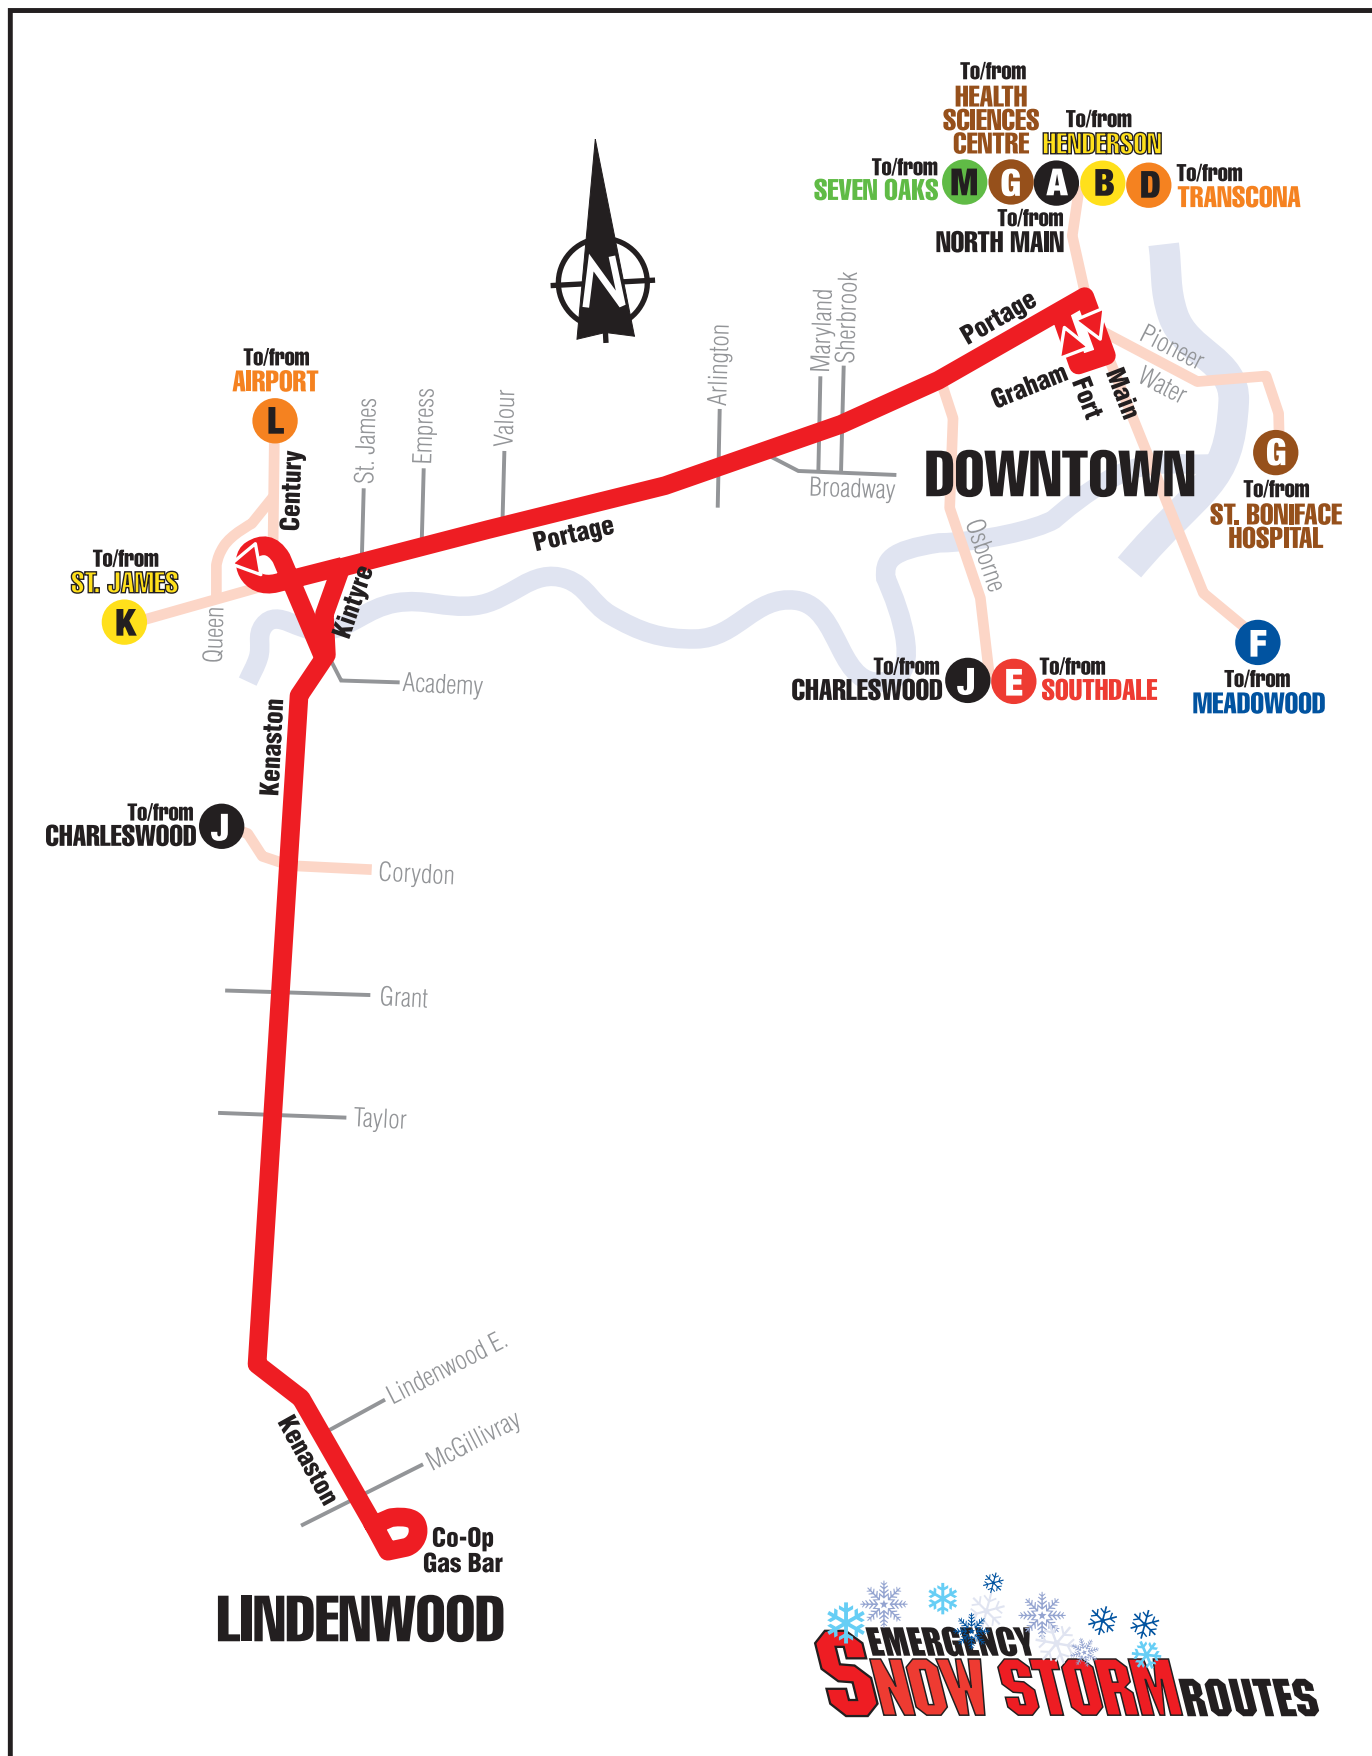 To/from
HEALTH
SCIENCES
CENTRE
To/from
HENDERSON
To/from
SEVEN OAKS
M
G
A
B
D
To/from
TRANSCONA
To/from
NORTH MAIN
N
Portage
Maryland
Sherbrook
Arlington
Pioneer
Water
Graham
Fort
Main
To/from
AIRPORT
L
Century
St. James
Empress
Valour
Broadway
DOWNTOWN
G
To/from
ST. BONIFACE
HOSPITAL
Portage
Osborne
To/from
ST. JAMES
K
Queen
Kintyre
Academy
To/from
CHARLESWOOD
J
E
To/from
SOUTHDALE
F
To/from
MEADOWOOD
Kenaston
To/from
CHARLESWOOD
J
Corydon
Grant
Taylor
Lindenwood E.
McGillivray
Kenaston
Co-Op
Gas Bar
LINDENWOOD
EMERGENCY
SNOW STORM ROUTES